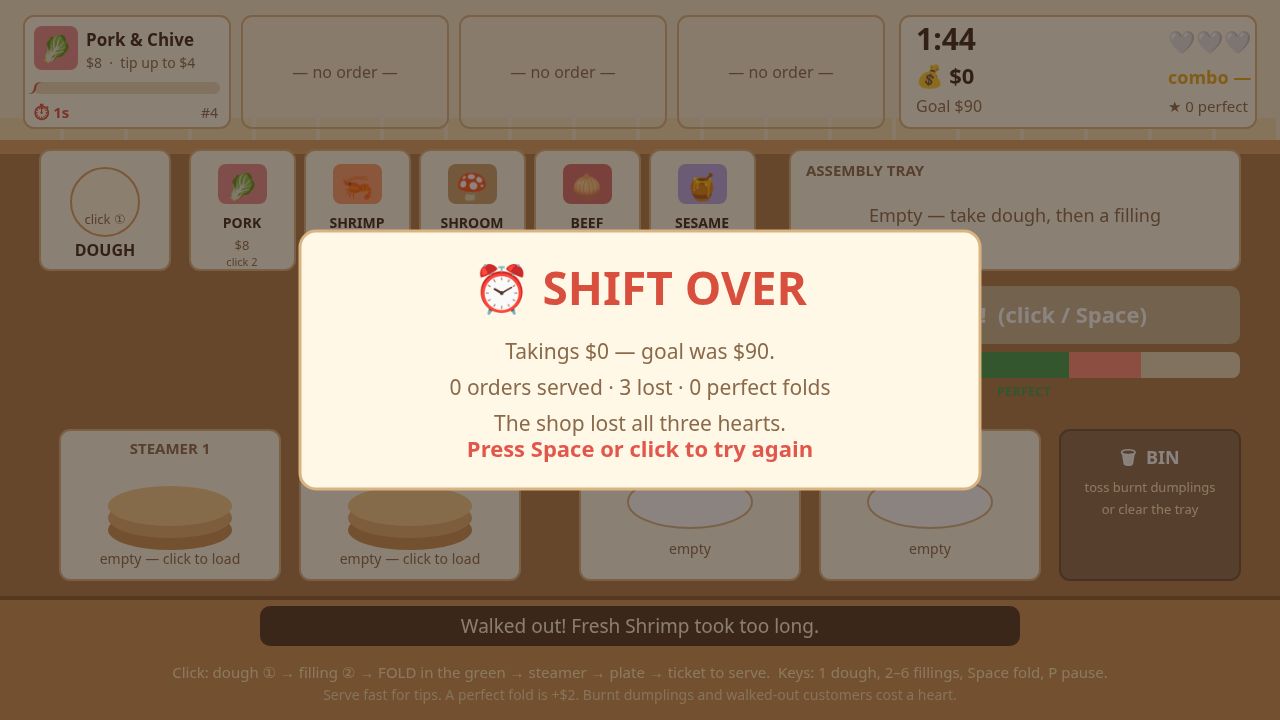 Pork & Chive
$8 · tip up to $4
⏱ 1s
#4
— no order —
— no order —
— no order —
1:44
💰 $0
Goal $90
combo —
★ 0 perfect
click ①
DOUGH
PORK
$8
click 2
SHRIMP
SHROOM
BEEF
SESAME
ASSEMBLY TRAY
Empty — take dough, then a filling
⏰ SHIFT OVER
Takings $0 — goal was $90.
0 orders served · 3 lost · 0 perfect folds
The shop lost all three hearts.
Press Space or click to try again
! (click / Space)
PERFECT
STEAMER 1
empty — click to load
empty — click to load
empty
empty
🗑 BIN
toss burnt dumplings
or clear the tray
Walked out! Fresh Shrimp took too long.
Click: dough ① → filling ② → FOLD in the green → steamer → plate → ticket to serve. Keys: 1 dough, 2–6 fillings, Space fold, P pause.
Serve fast for tips. A perfect fold is +$2. Burnt dumplings and walked-out customers cost a heart.